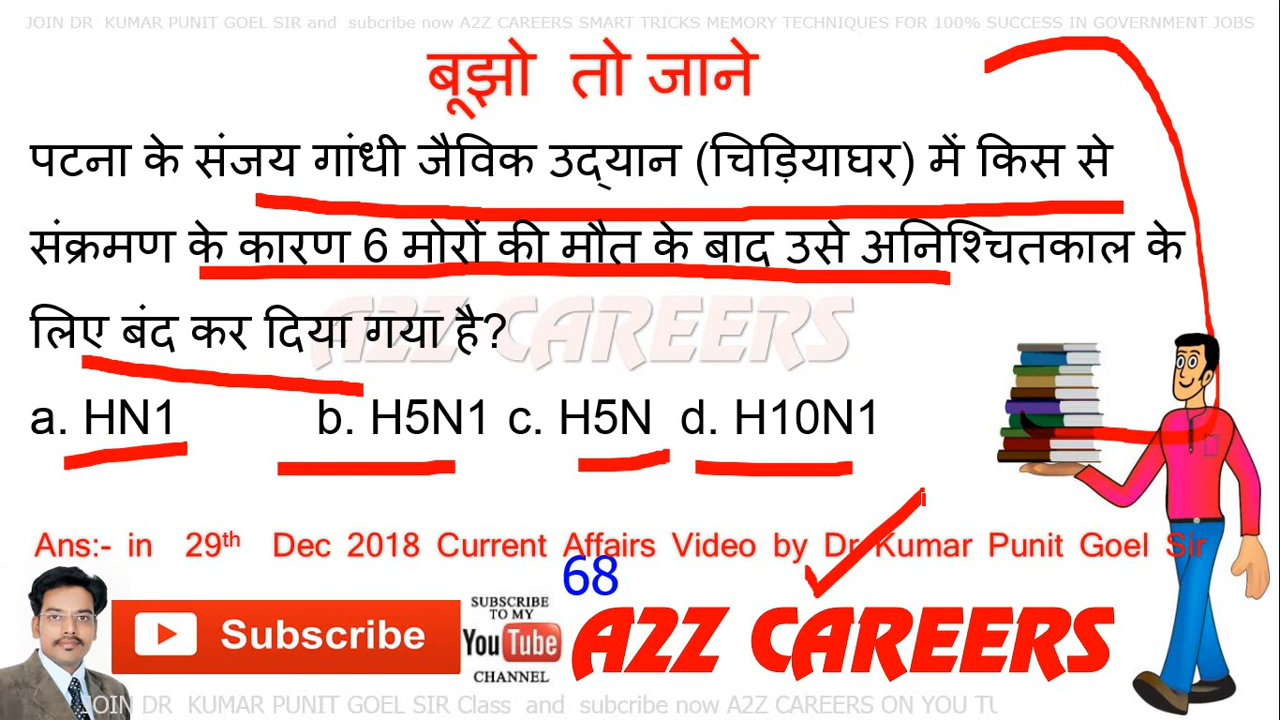 JOIN DR KUMAR PUNIT GOEL SIR and subcribe now A2Z CAREERS SMART TRICKS MEMORY TECHNIQUES FOR 100% SUCCESS IN GOVERNMENT JOBS
बूझो तो जाने
पटना के संजय गांधी जैविक उद्यान (चिड़ियाघर) में किस से
संक्रमण के कारण 6 मोरों की मौत के बाद उसे अनिश्चितकाल के
लिए बंद कर दिया गया है?
A2Z CAREERS
a. HN1 b. H5N1 c. H5N d. H10N1
Ans:- in 29th Dec 2018 Current Affairs Video by Dr Kumar Punit Goel Sir
68
Subscribe
SUBSCRIBE
TO MY
YouTube
CHANNEL
A2Z CAREERS
JOIN DR KUMAR PUNIT GOEL SIR Class and subcribe now A2Z CAREERS ON YOU TU